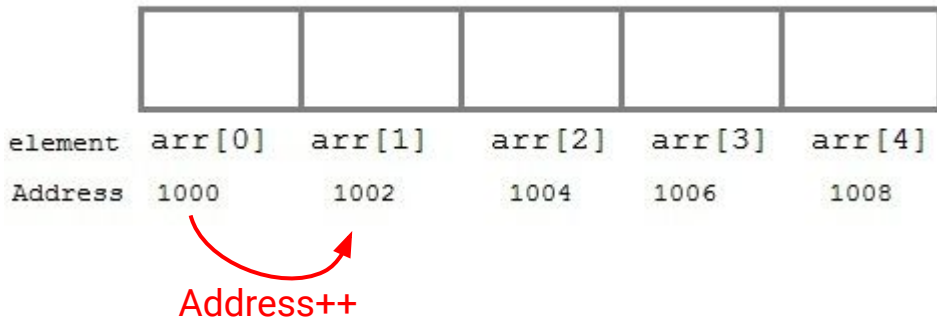 element arr[0] arr[1] arr[2] arr[3] arr[4]
Address 1000 1002 1004 1006 1008
Address++